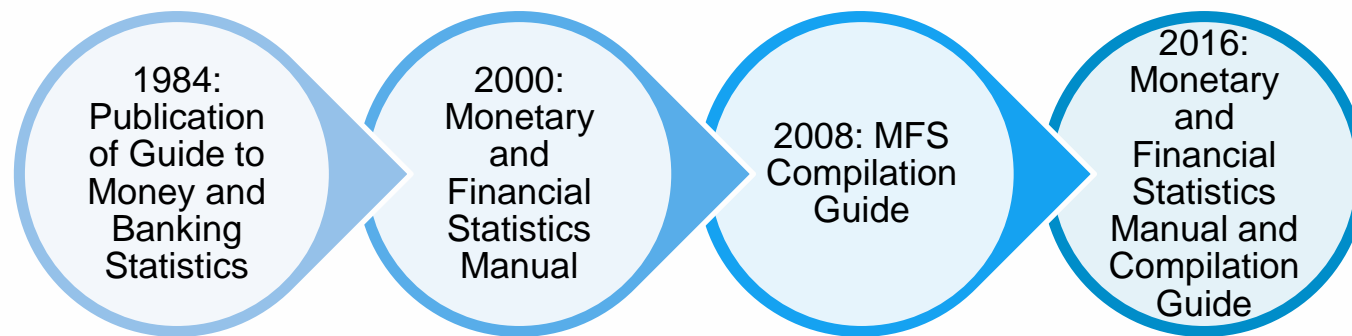 1984:
Publication
of Guide to
Money and
Banking
Statistics
2000:
Monetary
and
Financial
Statistics
Manual
2008: MFS
Compilation
Guide
2016:
Monetary
and
Financial
Statistics
Manual and
Compilation
Guide